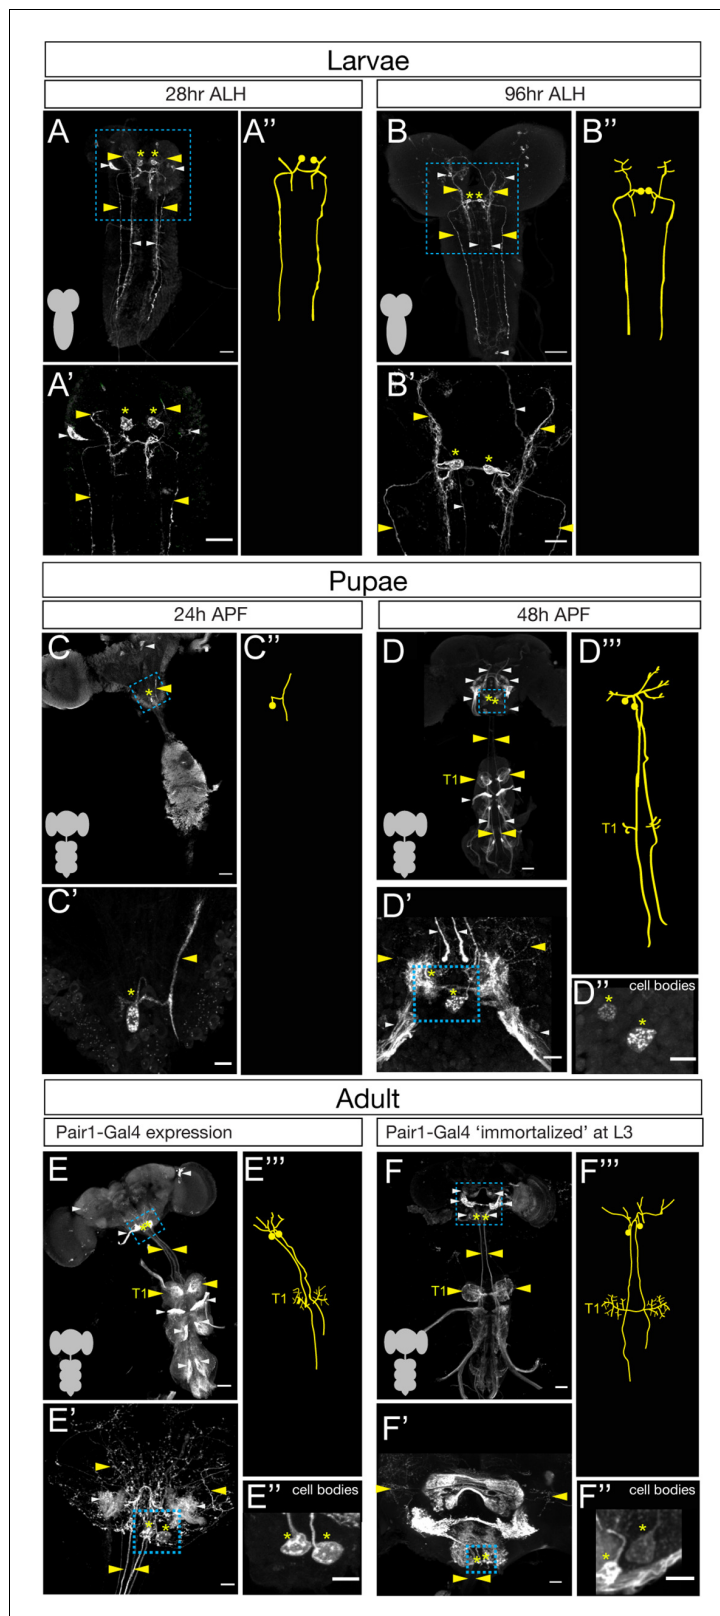 Larvae
28hr ALH
96hr ALH
A
A''
B
B''
* *
**
A'
B'
* *
* *
Pupae
24h APF
48h APF
C
C''
D
D'''
*
**
T1
T1
C'
D'
D''
cell bodies
*
*
*
*
*
Adult
Pair1-Gal4 expression
Pair1-Gal4 ‘immortalized’ at L3
E
E'''
F
F'''
**
**
T1
T1
T1
T1
E'
E''
cell bodies
F'
F''
cell bodies
* *
* *
**
*
*